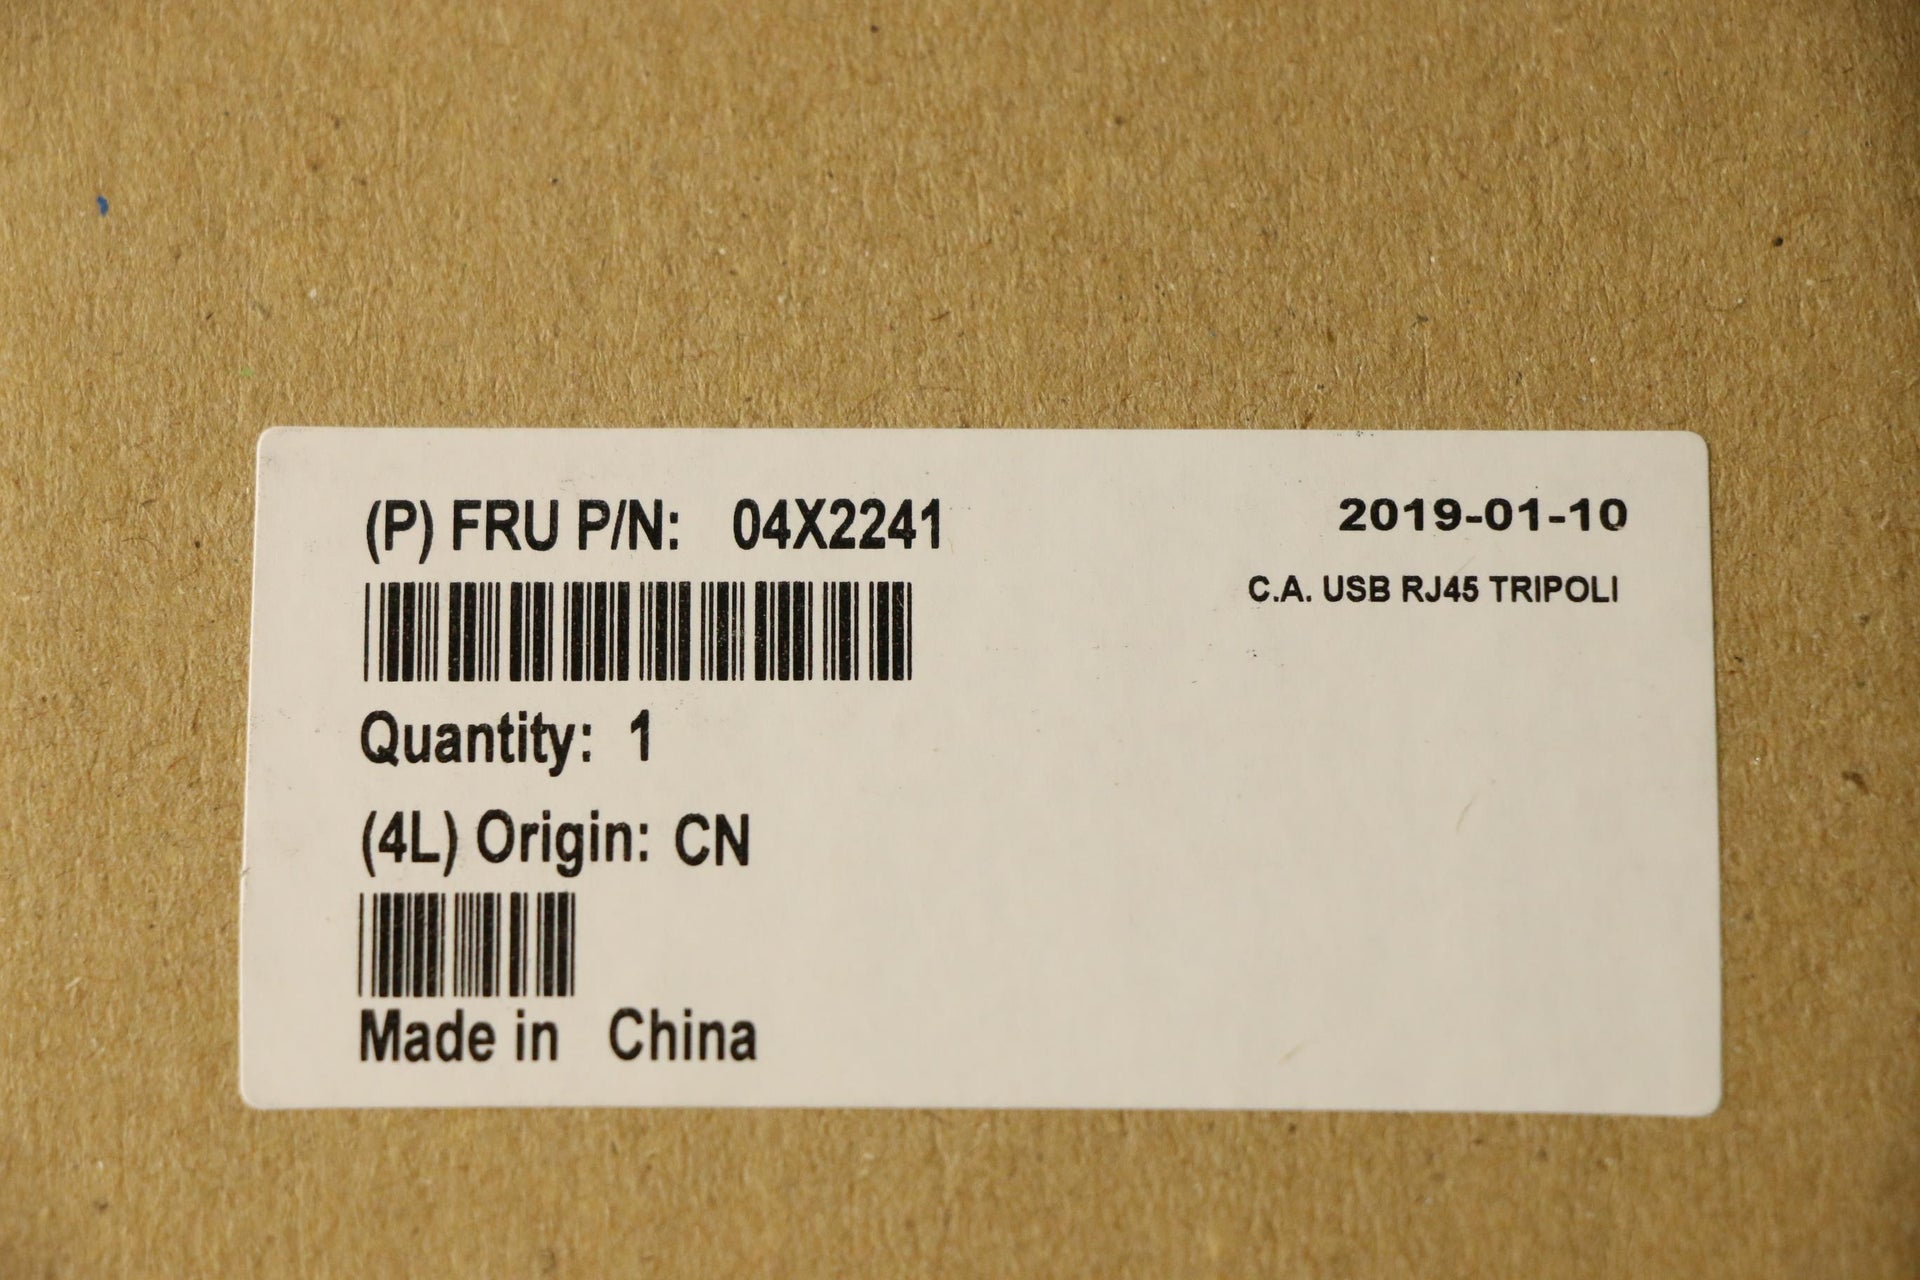 (P) FRU P/N: 04X2241
2019-01-10
C.A. USB RJ45 TRIPOLI
Quantity: 1
(4L) Origin: CN
Made in China